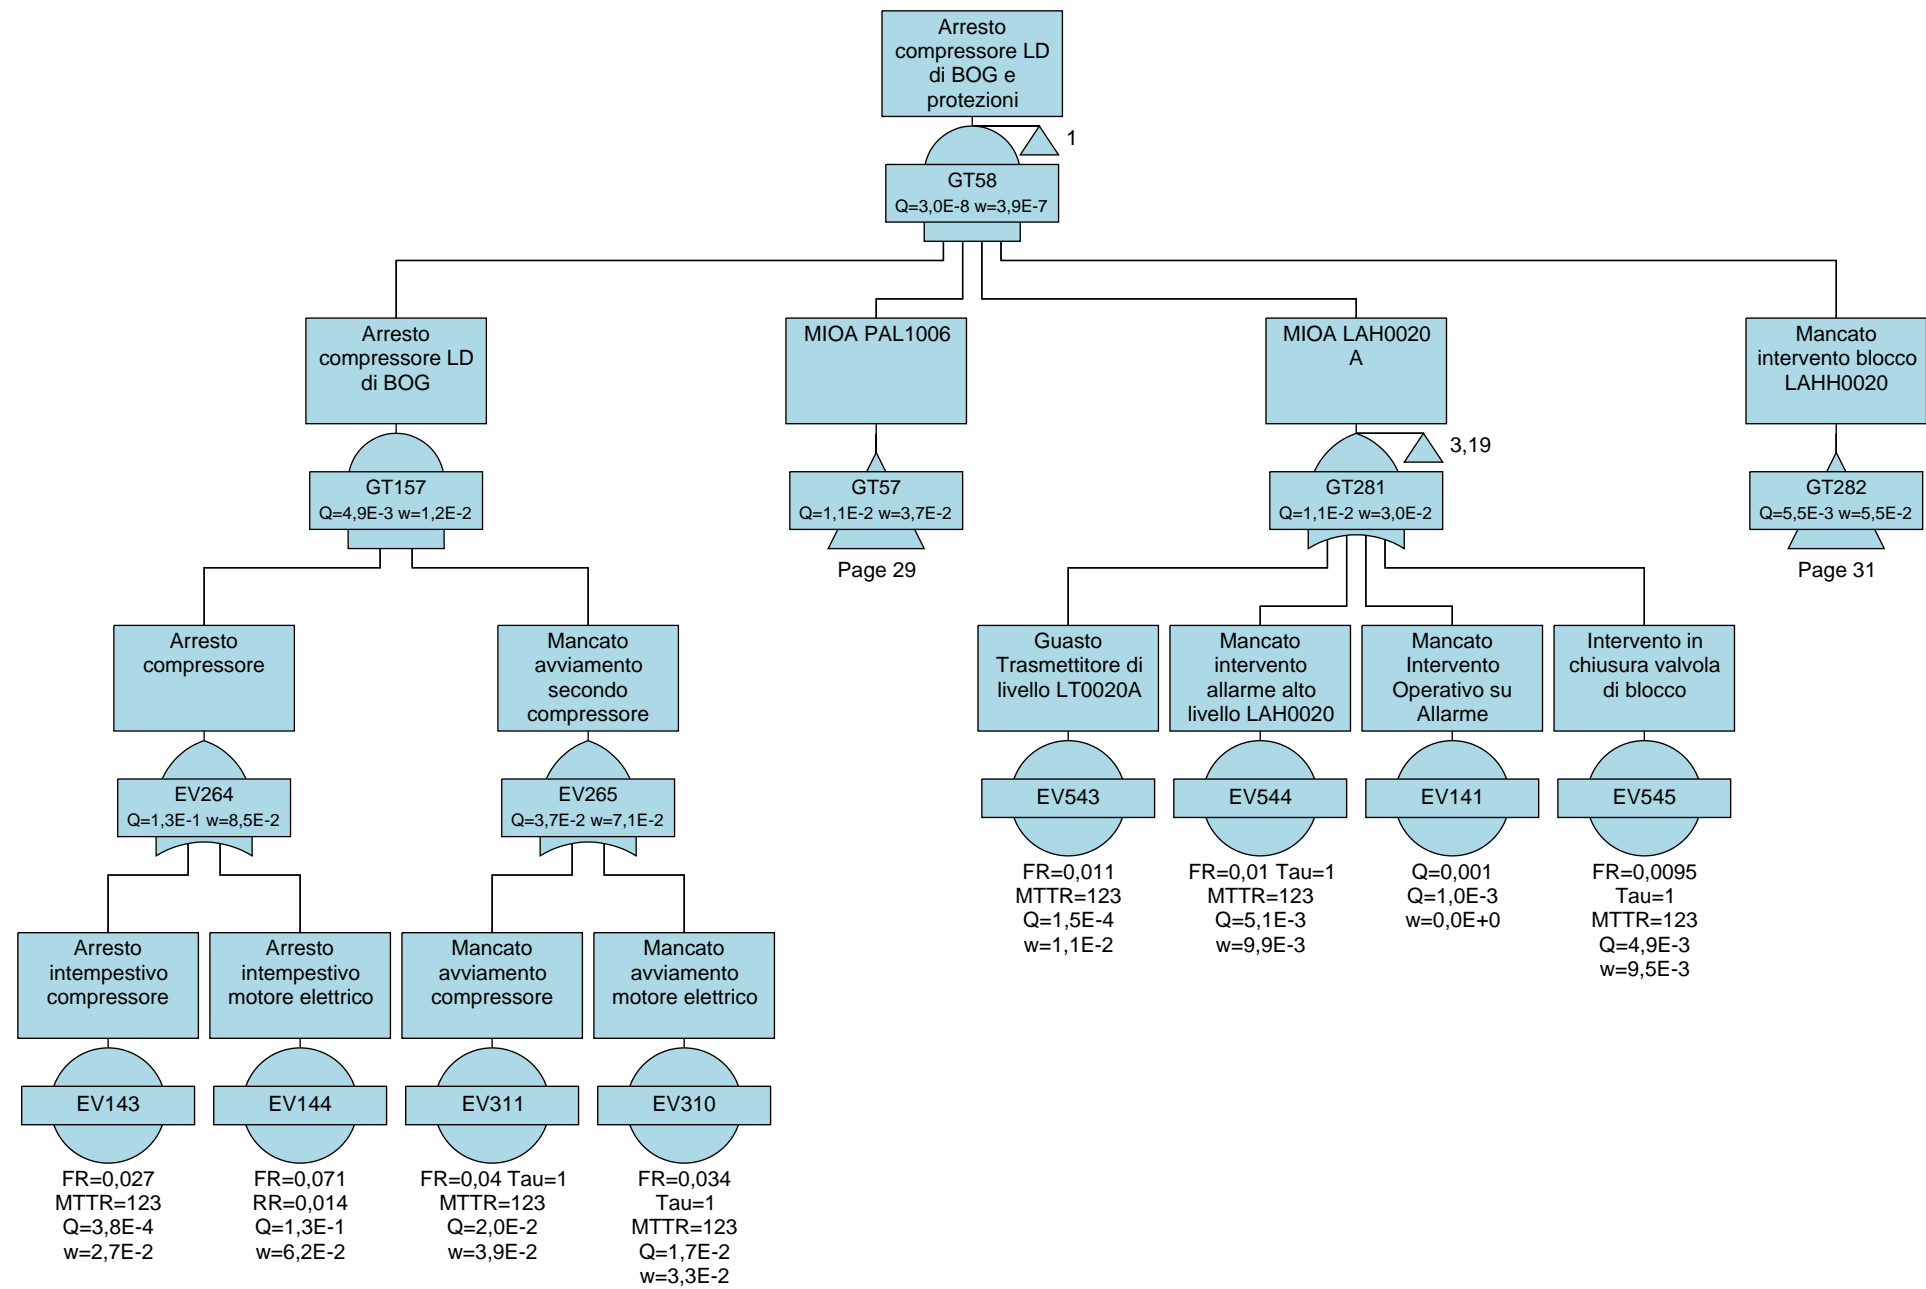 Arresto
compressore LD
di BOG e
protezioni
1
GT58
Q=3,0E-8 w=3,9E-7
Arresto
compressore LD
di BOG
GT157
Q=4,9E-3 w=1,2E-2
MIOA PAL1006
GT57
Q=1,1E-2 w=3,7E-2
Page 29
MIOA LAH0020
A
3,19
GT281
Q=1,1E-2 w=3,0E-2
Mancato
intervento blocco
LAHH0020
GT282
Q=5,5E-3 w=5,5E-2
Page 31
Arresto
compressore
EV264
Q=1,3E-1 w=8,5E-2
Mancato
avviamento
secondo
compressore
EV265
Q=3,7E-2 w=7,1E-2
Guasto
Trasmettitore di
livello LT0020A
EV543
FR=0,011
MTTR=123
Q=1,5E-4
w=1,1E-2
Mancato
intervento
allarme alto
livello LAH0020
EV544
FR=0,01 Tau=1
MTTR=123
Q=5,1E-3
w=9,9E-3
Mancato
Intervento
Operativo su
Allarme
EV141
Q=0,001
Q=1,0E-3
w=0,0E+0
Intervento in
chiusura valvola
di blocco
EV545
FR=0,0095
Tau=1
MTTR=123
Q=4,9E-3
w=9,5E-3
Arresto
intempestivo
compressore
EV143
FR=0,027
MTTR=123
Q=3,8E-4
w=2,7E-2
Arresto
intempestivo
motore elettrico
EV144
FR=0,071
RR=0,014
Q=1,3E-1
w=6,2E-2
Mancato
avviamento
compressore
EV311
FR=0,04 Tau=1
MTTR=123
Q=2,0E-2
w=3,9E-2
Mancato
avviamento
motore elettrico
EV310
FR=0,034
Tau=1
MTTR=123
Q=1,7E-2
w=3,3E-2